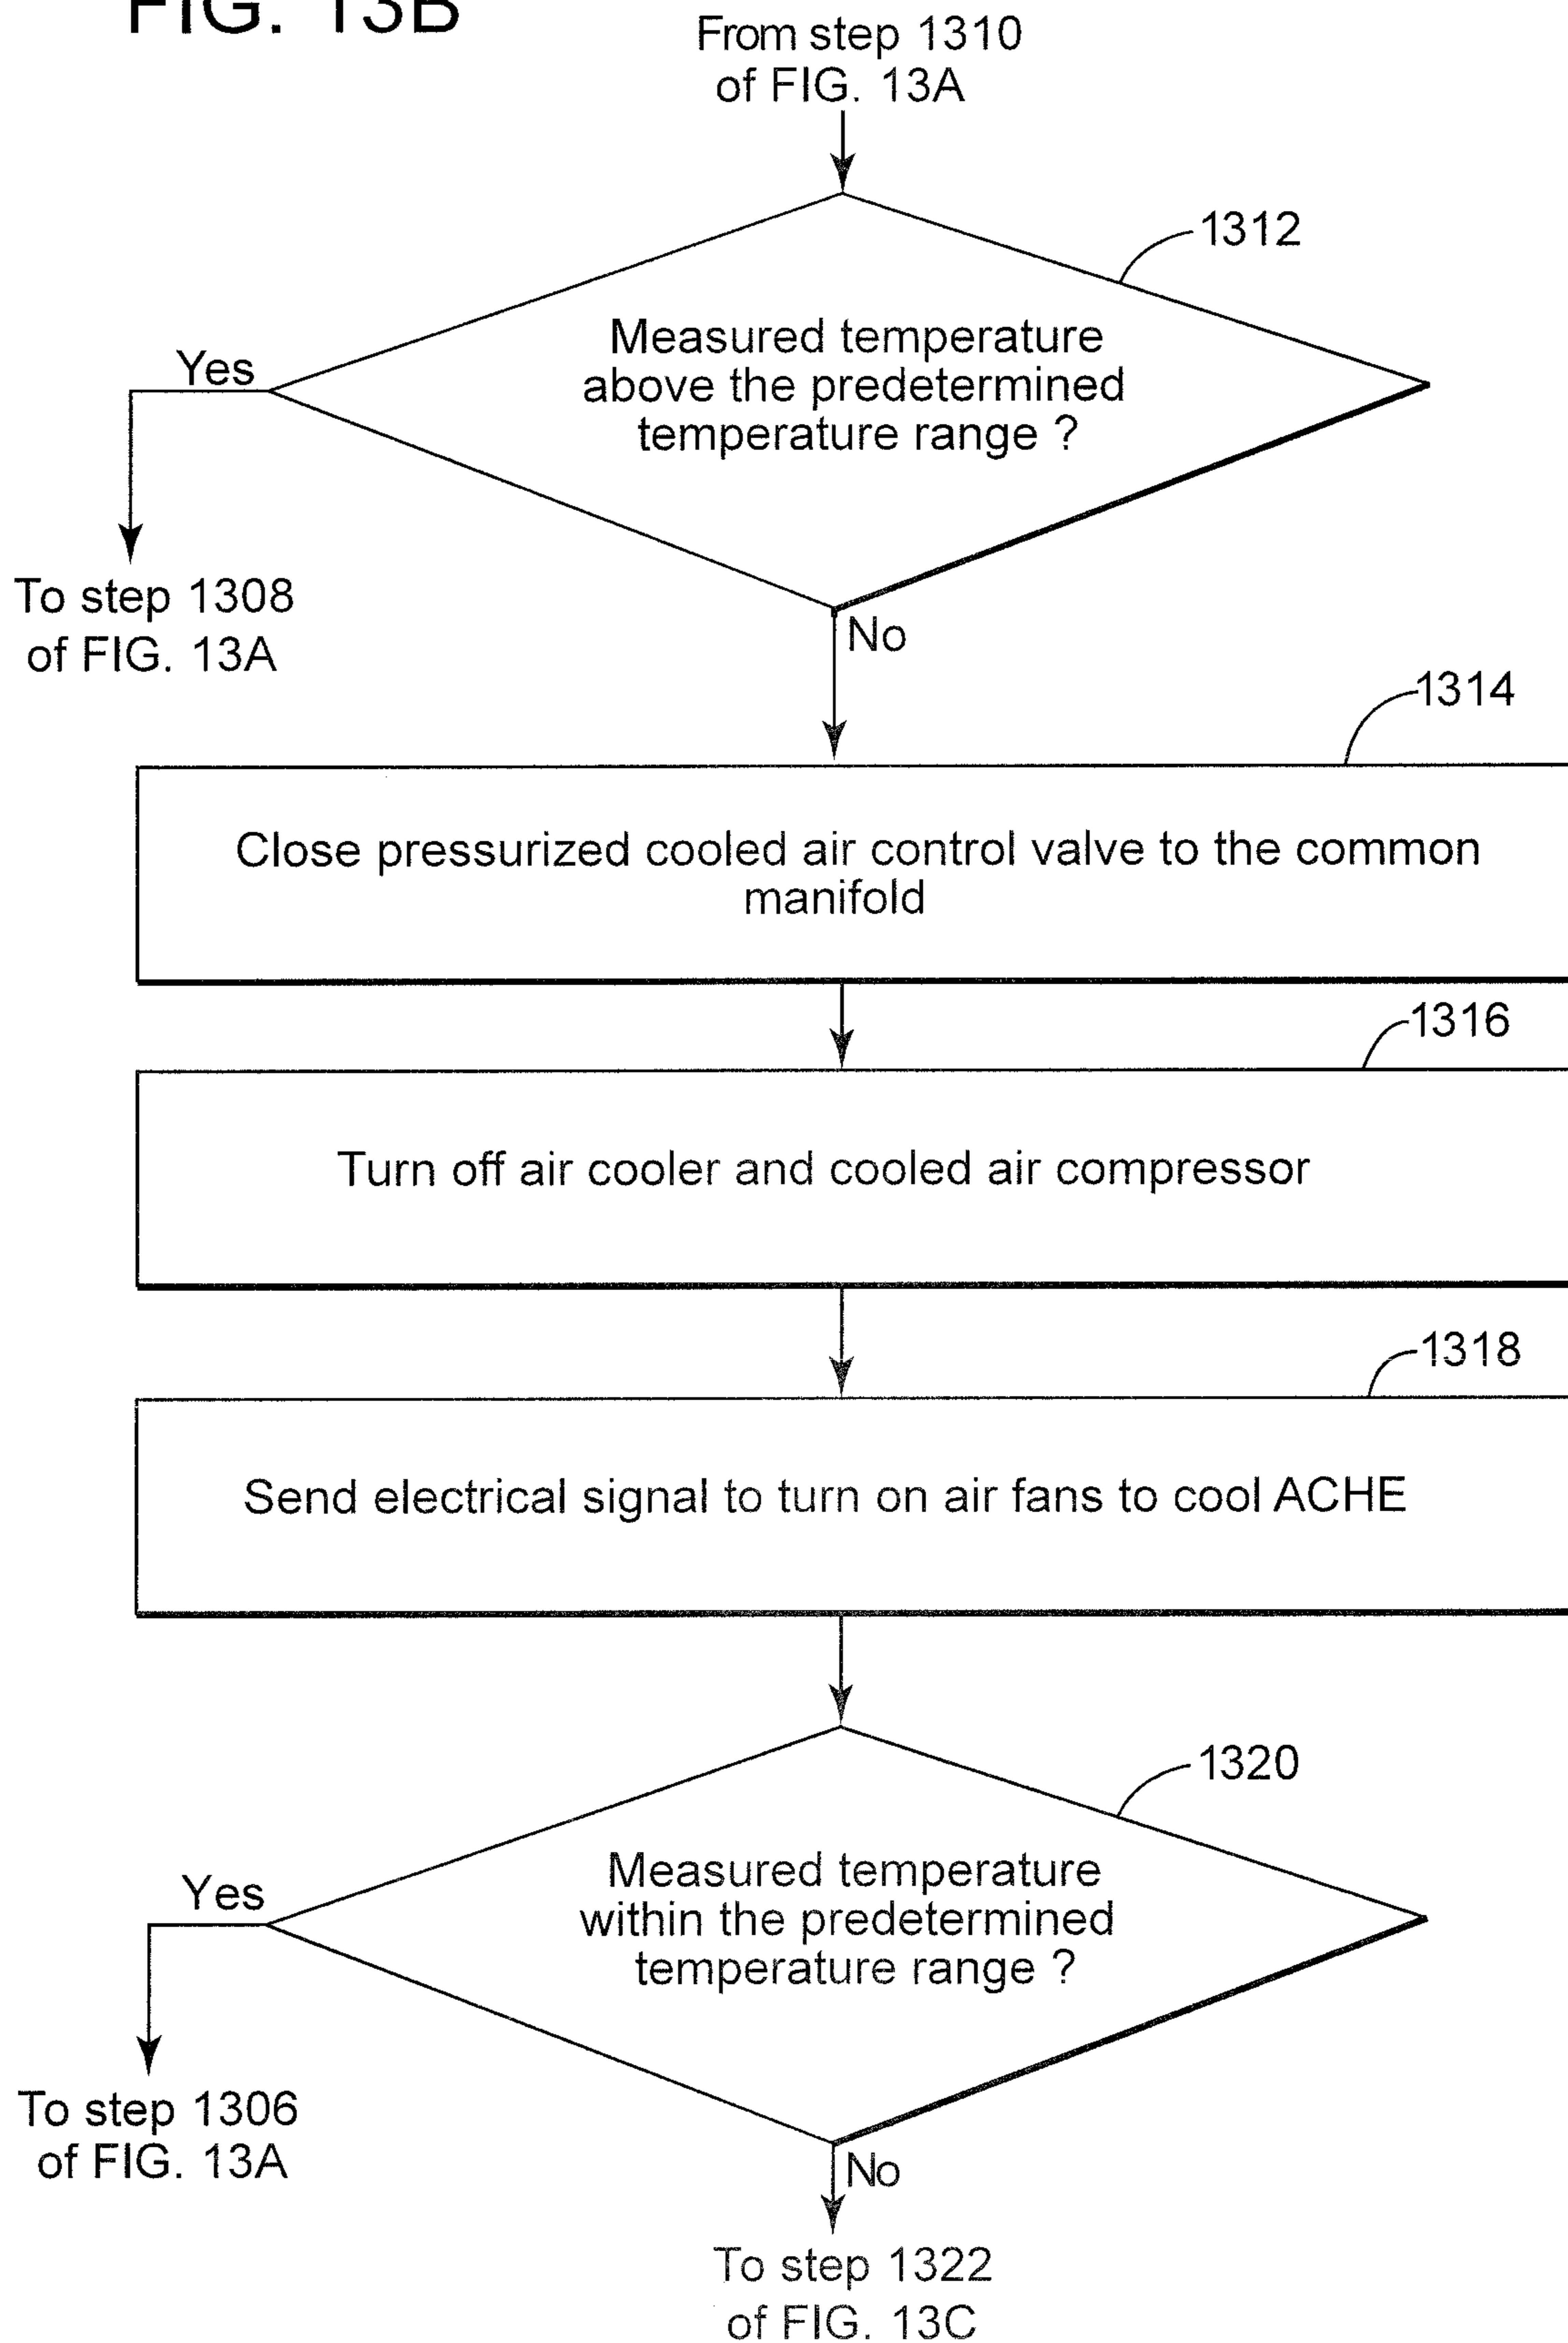 FIG. 13B
From step 1310
of FIG. 13A
1312
Measured temperature
above the predetermined
temperature range ?
Yes
To step 1308
of FIG. 13A
No
1314
Close pressurized cooled air control valve to the common
manifold
1316
Turn off air cooler and cooled air compressor
1318
Send electrical signal to turn on air fans to cool ACHE
1320
Measured temperature
within the predetermined
temperature range ?
Yes
To step 1306
of FIG. 13A
No
To step 1322
of FIG. 13C